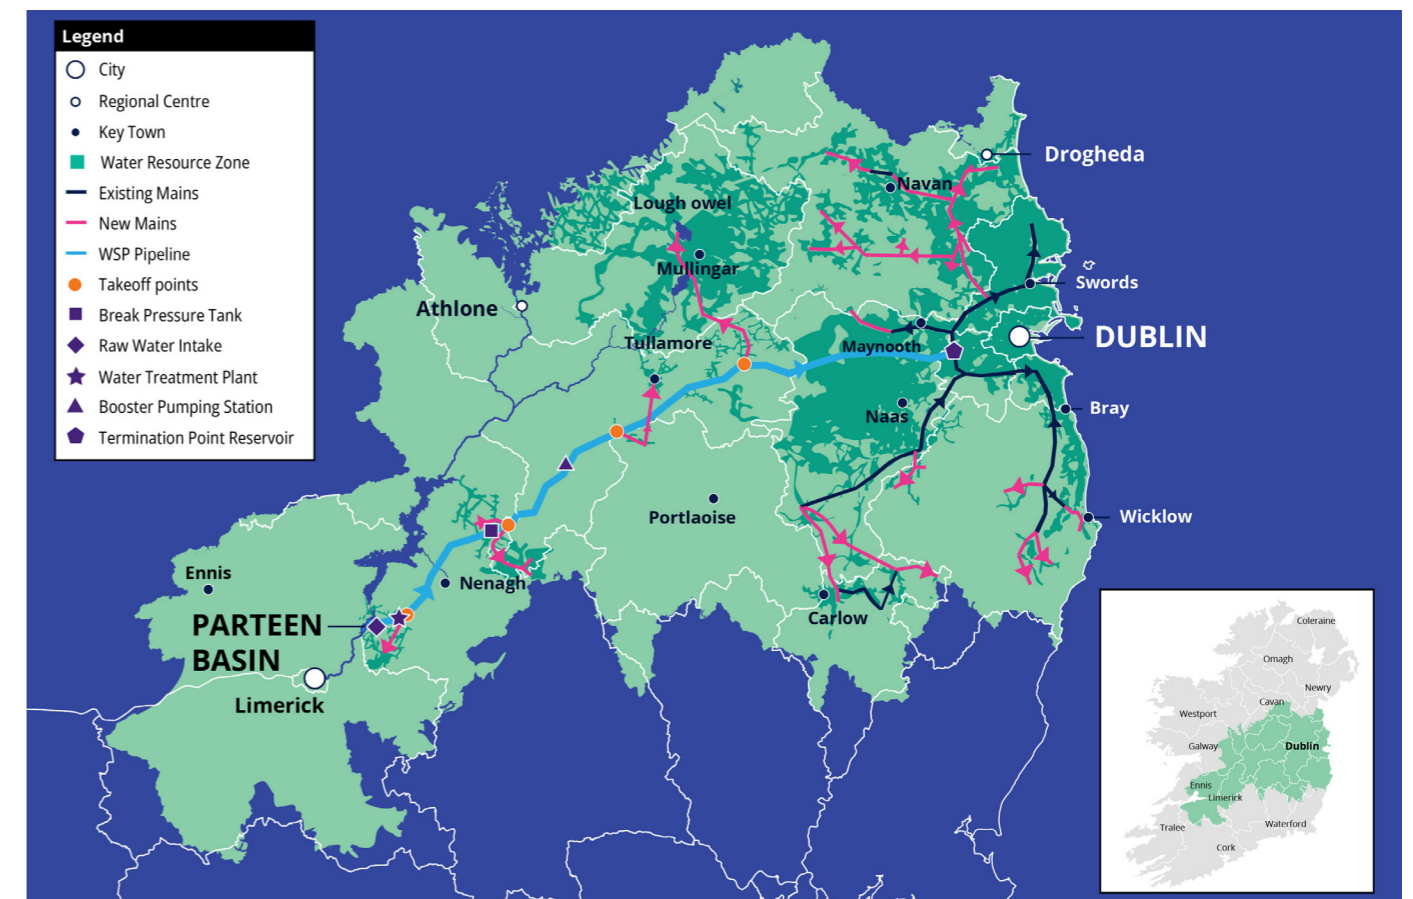 Legend
City
Regional Centre
Key Town
Water Resource Zone
Existing Mains
New Mains
WSP Pipeline
Takeoff points
Break Pressure Tank
Raw Water Intake
Water Treatment Plant
Booster Pumping Station
Termination Point Reservoir
Drogheda
Navan
Lough owel
Mullingar
Swords
Athlone
DUBLIN
Tullamore
Maynooth
Bray
Naas
Portlaoise
Wicklow
Ennis
Nenagh
PARTEEN
BASIN
Carlow
Limerick
Coleraine
Omagh
Newry
Cavan
Westport
Galway
Dublin
Ennis
Limerick
Tralee
Waterford
Cork